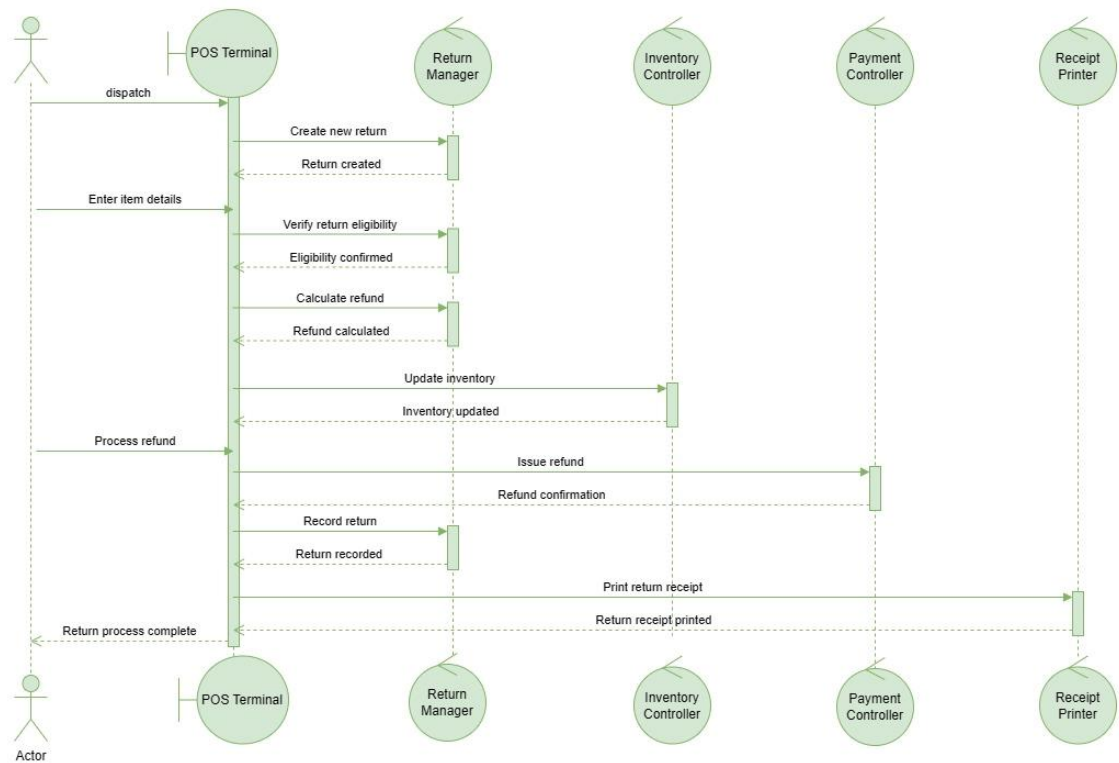 POS Terminal
Return
Manager
Inventory
Controller
Payment
Controller
Receipt
Printer
dispatch
Create new return
Return created
Enter item details
Verify return eligibility
Eligibility confirmed
Calculate refund
Refund calculated
Update inventory
Inventory updated
Process refund
Issue refund
Refund confirmation
Record return
Return recorded
Print return receipt
Return receipt printed
Return process complete
POS Terminal
Return
Manager
Inventory
Controller
Payment
Controller
Receipt
Printer
Actor